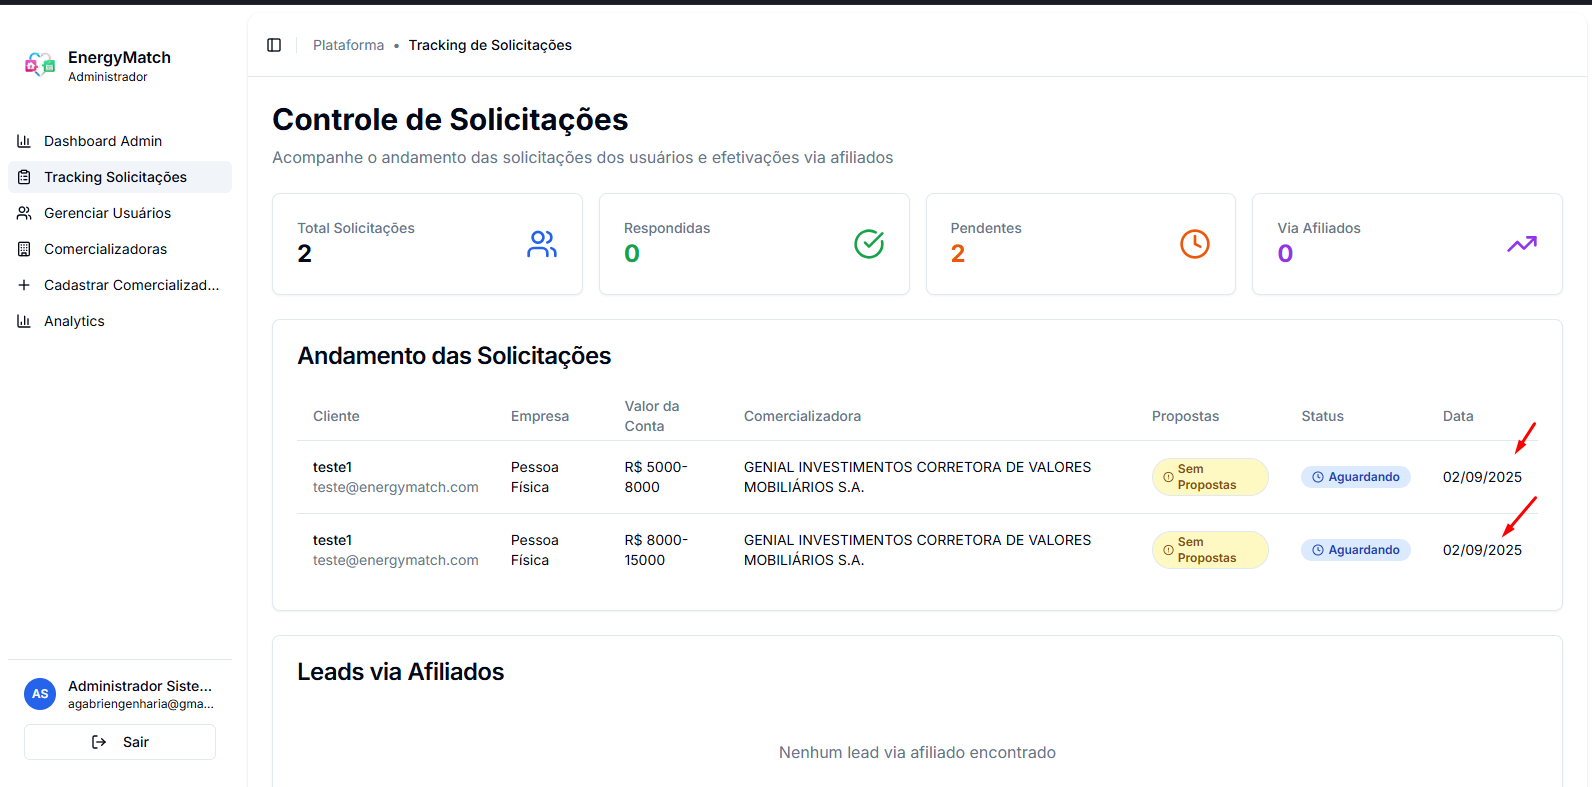 EnergyMatch
Administrador
Dashboard Admin
Tracking Solicitações
Gerenciar Usuários
Comercializadoras
Cadastrar Comercializad...
Analytics
Administrador Siste...
AS
agabriengenharia@gma...
Sair
Plataforma • Tracking de Solicitações
Controle de Solicitações
Acompanhe o andamento das solicitações dos usuários e efetivações via afiliados
Total Solicitações
2
Respondidas
0
Pendentes
2
Via Afiliados
0
Andamento das Solicitações
Cliente
Empresa
Valor da
Conta
Comercializadora
Propostas
Status
Data
teste1
teste@energymatch.com
Pessoa
Física
R$ 5000-
8000
GENIAL INVESTIMENTOS CORRETORA DE VALORES
MOBILIÁRIOS S.A.
Sem
Propostas
Aguardando
02/09/2025
teste1
teste@energymatch.com
Pessoa
Física
R$ 8000-
15000
GENIAL INVESTIMENTOS CORRETORA DE VALORES
MOBILIÁRIOS S.A.
Sem
Propostas
Aguardando
02/09/2025
Leads via Afiliados
Nenhum lead via afiliado encontrado